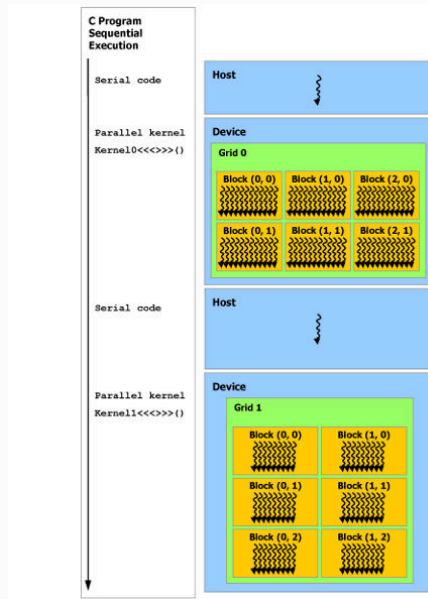 C Program
Sequential
Execution
Serial code
Host
Parallel kernel
Kernel0<<<>>>()
Device
Grid 0
Block (0, 0)
Block (1, 0)
Block (2, 0)
Block (0, 1)
Block (1, 1)
Block (2, 1)
Serial code
Host
Parallel kernel
Kernel1<<<>>>()
Device
Grid 1
Block (0, 0)
Block (1, 0)
Block (0, 1)
Block (1, 1)
Block (0, 2)
Block (1, 2)